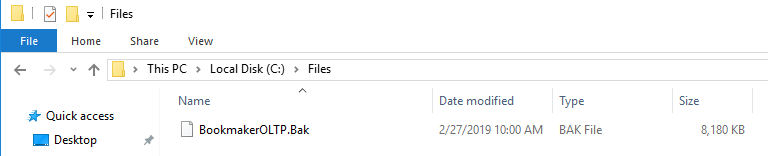 Files
File Home Share View
This PC Local Disk (C:) Files
Name Date modified Type Size
Quick access
BookmakerOLTP.Bak 2/27/2019 10:00 AM BAK File 8,180 KB
Desktop